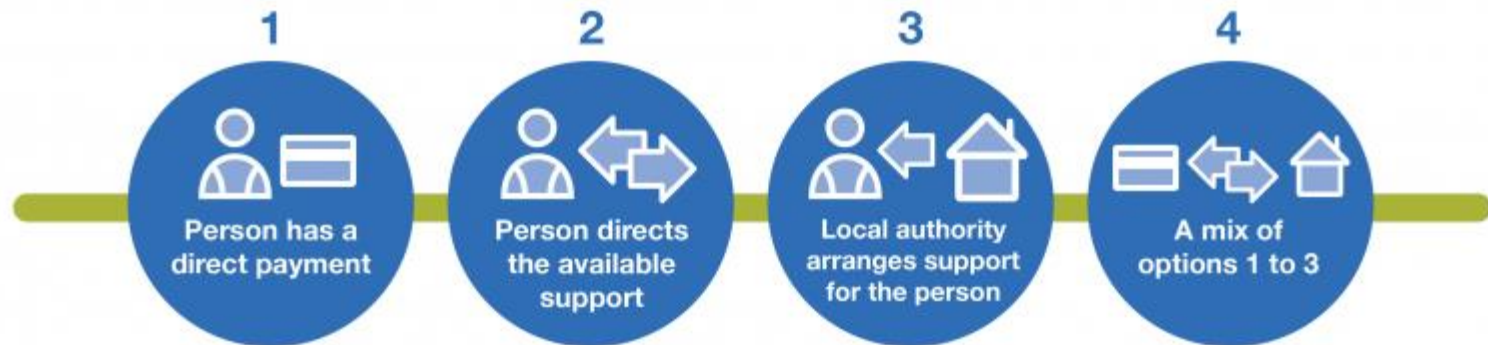 1
Person has a
direct payment
2
Person directs
the available
support
3
Local authority
arranges support
for the person
4
A mix of
options 1 to 3